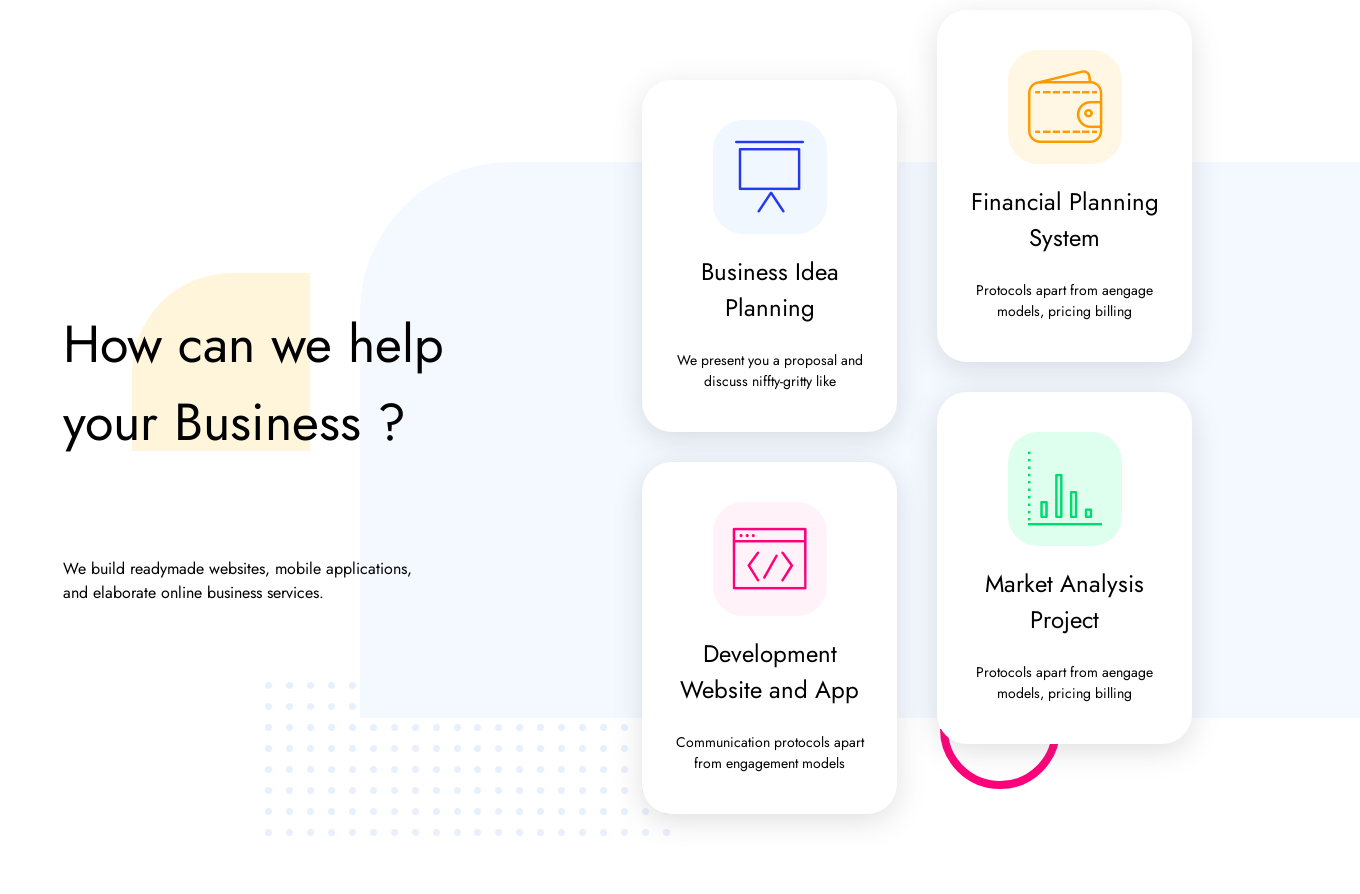 How can we help
your Business ?
We build readymade websites, mobile applications,
and elaborate online business services.
Business Idea
Planning
We present you a proposal and
discuss niffty-gritty like
Development
Website and App
Communication protocols apart
from engagement models
Financial Planning
System
Protocols apart from aengage
models, pricing billing
Market Analysis
Project
Protocols apart from aengage
models, pricing billing